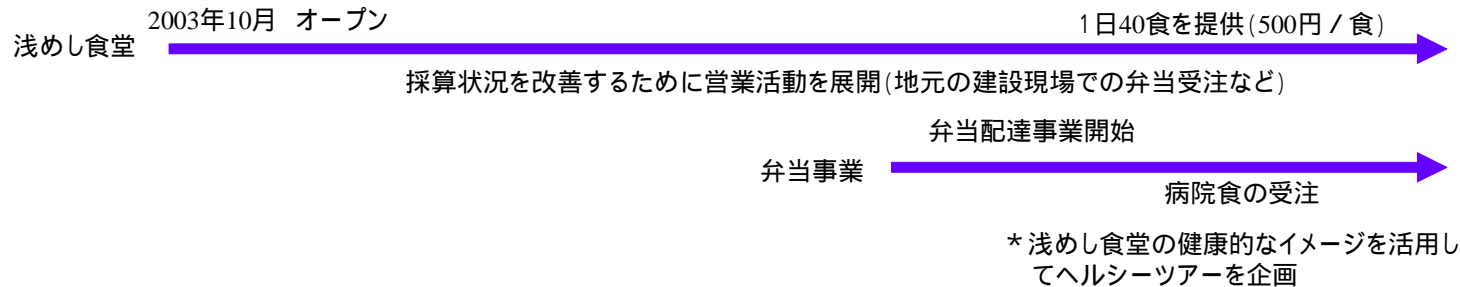 2003年10月 オープン
1日40食を提供(500円/食)
浅めし食堂
採算状況を改善するために営業活動を展開(地元の建設現場での弁当受注など)
弁当配達事業開始
弁当事業
病院食の受注
*浅めし食堂の健康的なイメージを活用し
てヘルシーツアーを企画